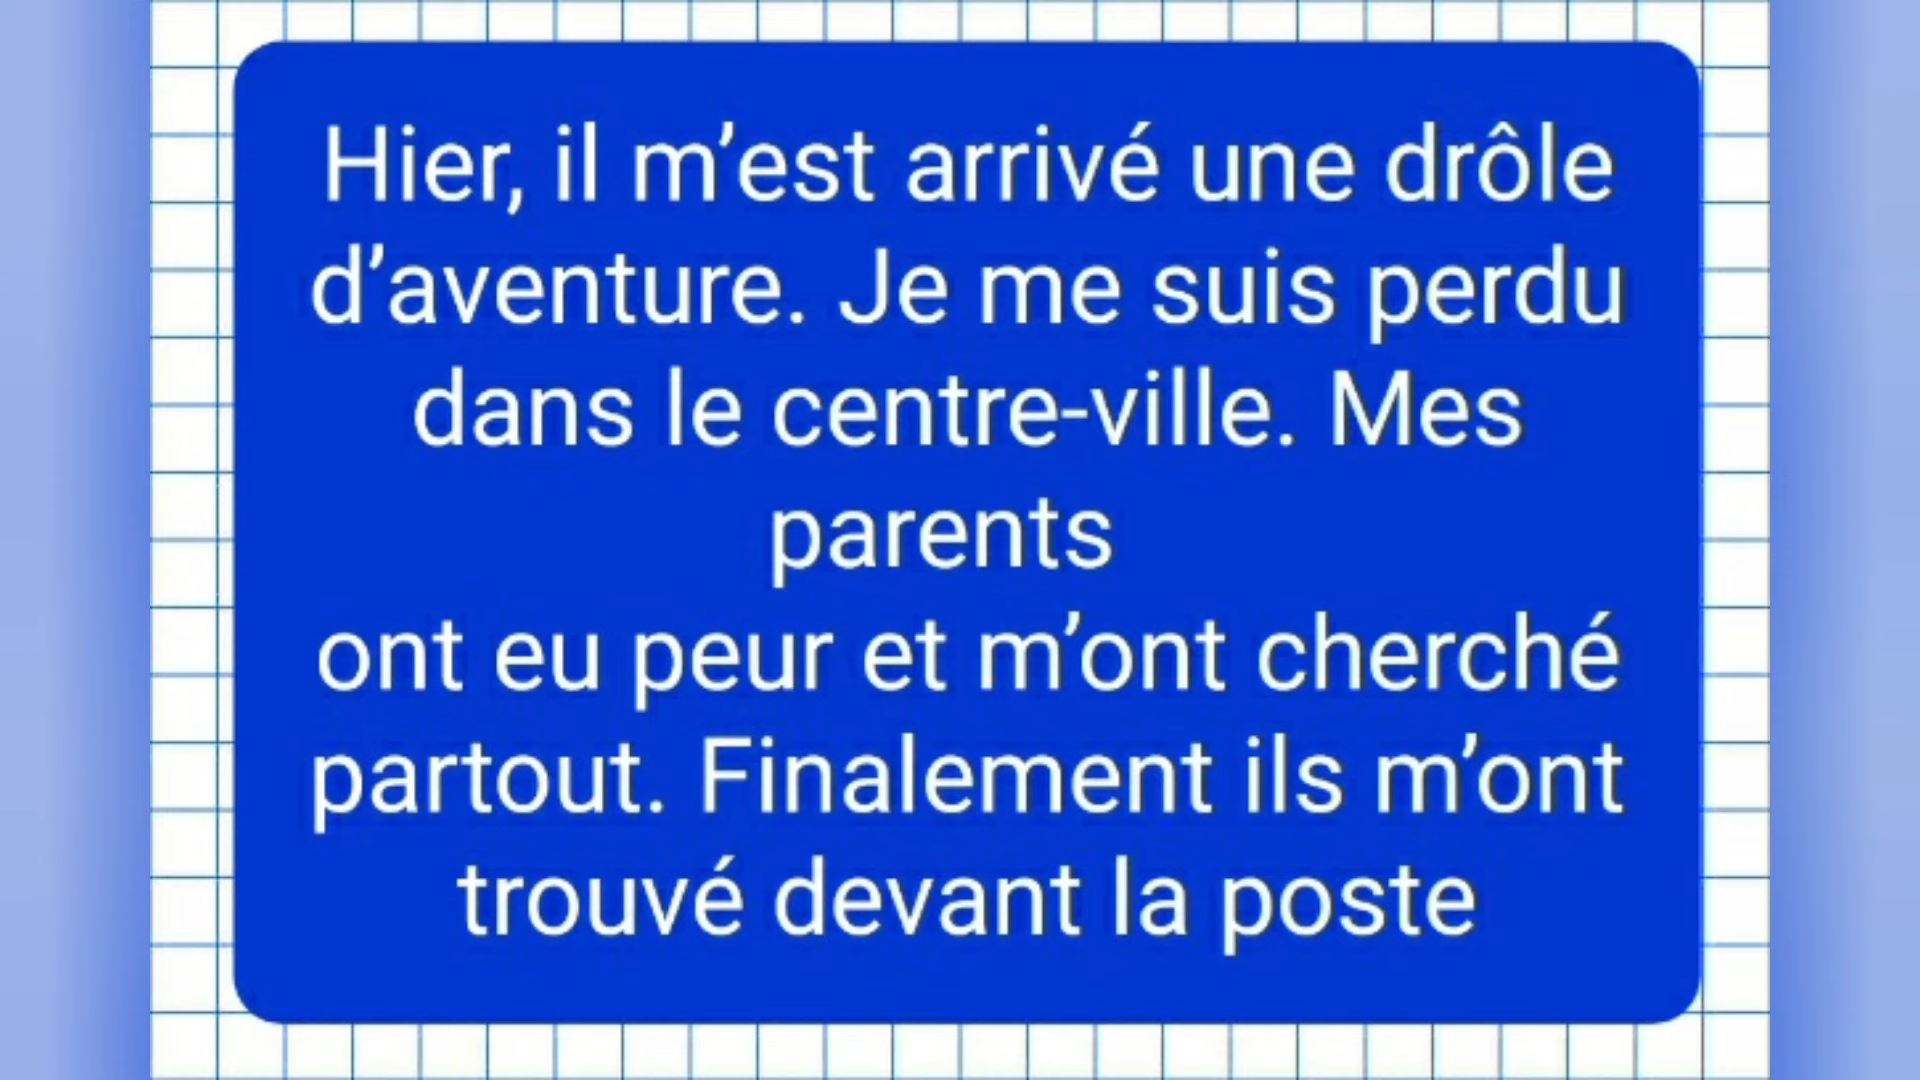 Hier, il m’est arrivé une drôle
d’aventure. Je me suis perdu
dans le centre-ville. Mes
parents
ont eu peur et m’ont cherché
partout. Finalement ils m’ont
trouvé devant la poste